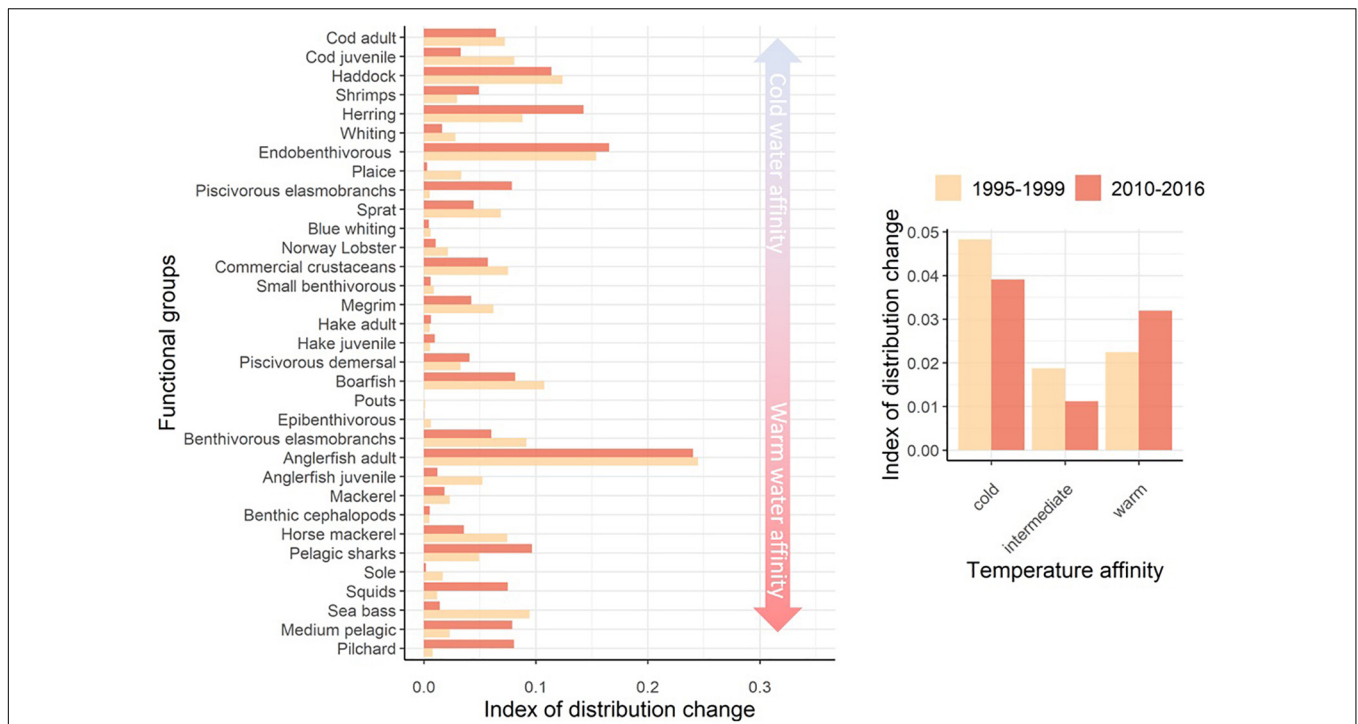 Functional groups
Cod adult
Cod juvenile
Haddock
Shrimps
Herring
Whiting
Endobenthivorous
Plaice
Piscivorous elasmobranchs
Sprat
Blue whiting
Norway Lobster
Commercial crustaceans
Small benthivorous
Megrim
Hake adult
Hake juvenile
Piscivorous demersal
Boarfish
Pouts
Epibenthivorous
Benthivorous elasmobranchs
Anglerfish adult
Anglerfish juvenile
Mackerel
Benthic cephalopods
Horse mackerel
Pelagic sharks
Sole
Squids
Sea bass
Medium pelagic
Pilchard
0.0 0.1 0.2 0.3
Index of distribution change
Cold water affinity
Warm water affinity
1995-1999 2010-2016
Index of distribution change
0.05
0.04
0.03
0.02
0.01
0.00
cold intermediate warm
Temperature affinity